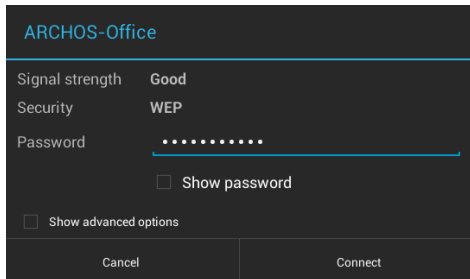 ARCHOS-Office
Signal strength Good
Security WEP
Password •••••••••••
Show password
Show advanced options
Cancel Connect